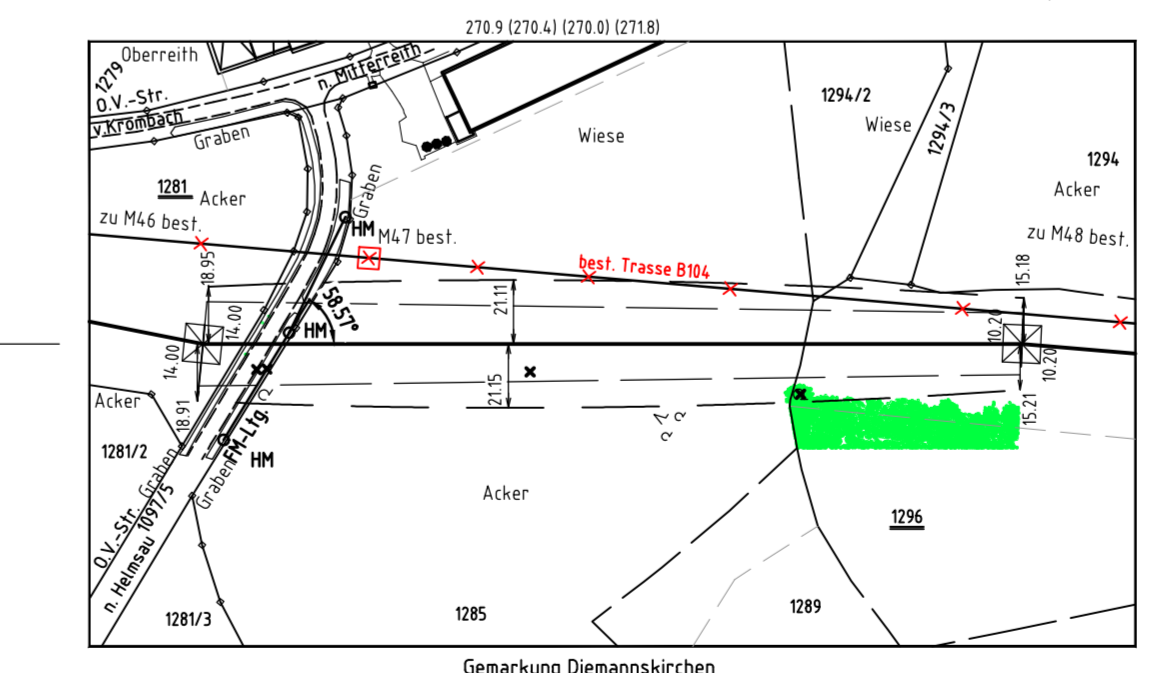 270.9 (270.4) (270.0) (271.8)
Oberreith
1279
O.V.-Str.
v.Krombach
n. Mitterreith
Graben
Graben
Wiese
1294/2
Wiese
1294/3
1294
Acker
1281
Acker
zu M46 best.
HM
M47 best.
best. Trasse B104
zu M48 best.
18.95
14.00
58.57°
21.11
15.18
10.20
HM
14.00
18.91
21.15
10.20
15.21
Acker
1281/2
FM-Ltg.
HM
Graben
Graben
Acker
1296
O.V.-Str.
n. Helmsau 1097/5
1281/3
1285
1289
Gemarkung Diemannskirchen